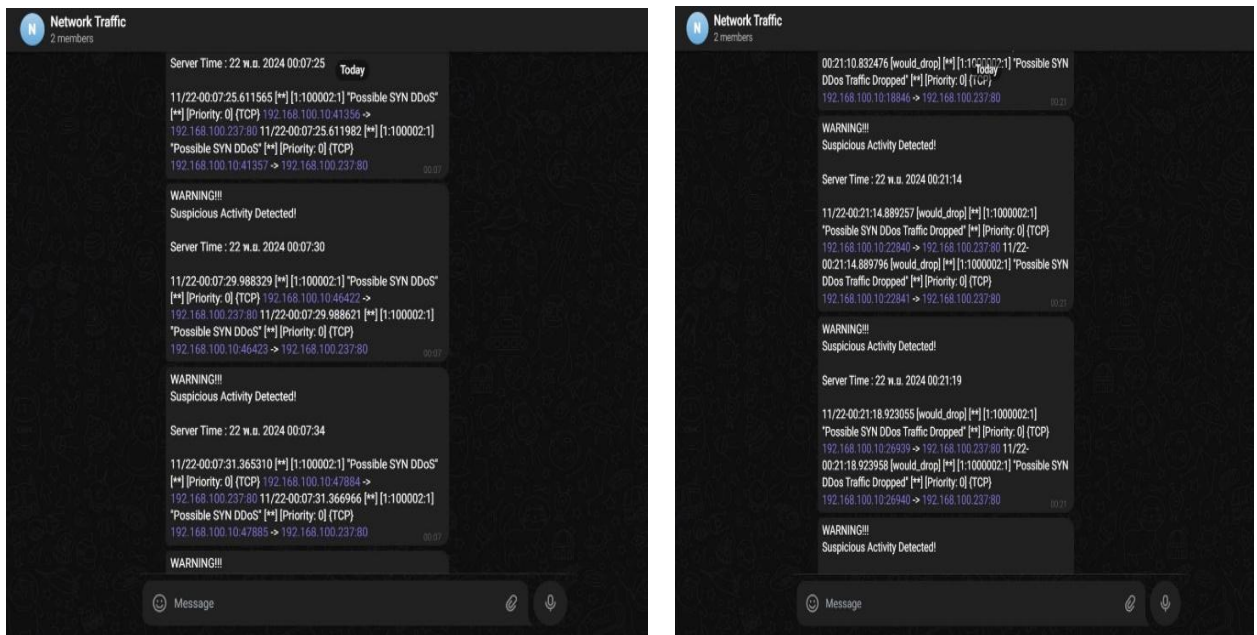 N
Network Traffic
2 members
Server Time : 22 พ.ย. 2024 00:07:25
Today
11/22-00:07:25.611565 [**] [1:100002:1] "Possible SYN DDoS"
[**] [Priority: 0] {TCP} 192.168.100.10:41356 ->
192.168.100.237:80 11/22-00:07:25.611982 [**] [1:100002:1]
"Possible SYN DDoS" [**] [Priority: 0] {TCP}
192.168.100.10:41357 -> 192.168.100.237:80
00:07
WARNING!!!
Suspicious Activity Detected!
Server Time : 22 พ.ย. 2024 00:07:30
11/22-00:07:29.988329 [**] [1:100002:1] "Possible SYN DDoS"
[**] [Priority: 0] {TCP} 192.168.100.10:46422 ->
192.168.100.237:80 11/22-00:07:29.988621 [**] [1:100002:1]
"Possible SYN DDoS" [**] [Priority: 0] {TCP}
192.168.100.10:46423 -> 192.168.100.237:80
00:07
WARNING!!!
Suspicious Activity Detected!
Server Time : 22 พ.ย. 2024 00:07:34
11/22-00:07:31.365310 [**] [1:100002:1] "Possible SYN DDoS"
[**] [Priority: 0] {TCP} 192.168.100.10:47884 ->
192.168.100.237:80 11/22-00:07:31.366966 [**] [1:100002:1]
"Possible SYN DDoS" [**] [Priority: 0] {TCP}
192.168.100.10:47885 -> 192.168.100.237:80
00:07
WARNING!!!
Message
N
Network Traffic
2 members
00:21:10.832476 [would_drop] [**] "Possible SYN
Today
DDos Traffic Dropped" [**] [Priority: 0] {TCP}
192.168.100.10:18846 -> 192.168.100.237:80
00:21
WARNING!!!
Suspicious Activity Detected!
Server Time : 22 พ.ย. 2024 00:21:14
11/22-00:21:14.889257 [would_drop] [**] [1:1000002:1]
"Possible SYN DDos Traffic Dropped" [**] [Priority: 0] {TCP}
192.168.100.10:22840 -> 192.168.100.237:80 11/22-
00:21:14.889796 [would_drop] [**] [1:1000002:1] "Possible SYN
DDos Traffic Dropped" [**] [Priority: 0] {TCP}
192.168.100.10:22841 -> 192.168.100.237:80
00:21
WARNING!!!
Suspicious Activity Detected!
Server Time : 22 พ.ย. 2024 00:21:19
11/22-00:21:18.923055 [would_drop] [**] [1:1000002:1]
"Possible SYN DDos Traffic Dropped" [**] [Priority: 0] {TCP}
192.168.100.10:26939 -> 192.168.100.237:80 11/22-
00:21:18.923958 [would_drop] [**] [1:1000002:1] "Possible SYN
DDos Traffic Dropped" [**] [Priority: 0] {TCP}
192.168.100.10:26940 -> 192.168.100.237:80
00:21
WARNING!!!
Suspicious Activity Detected!
Message